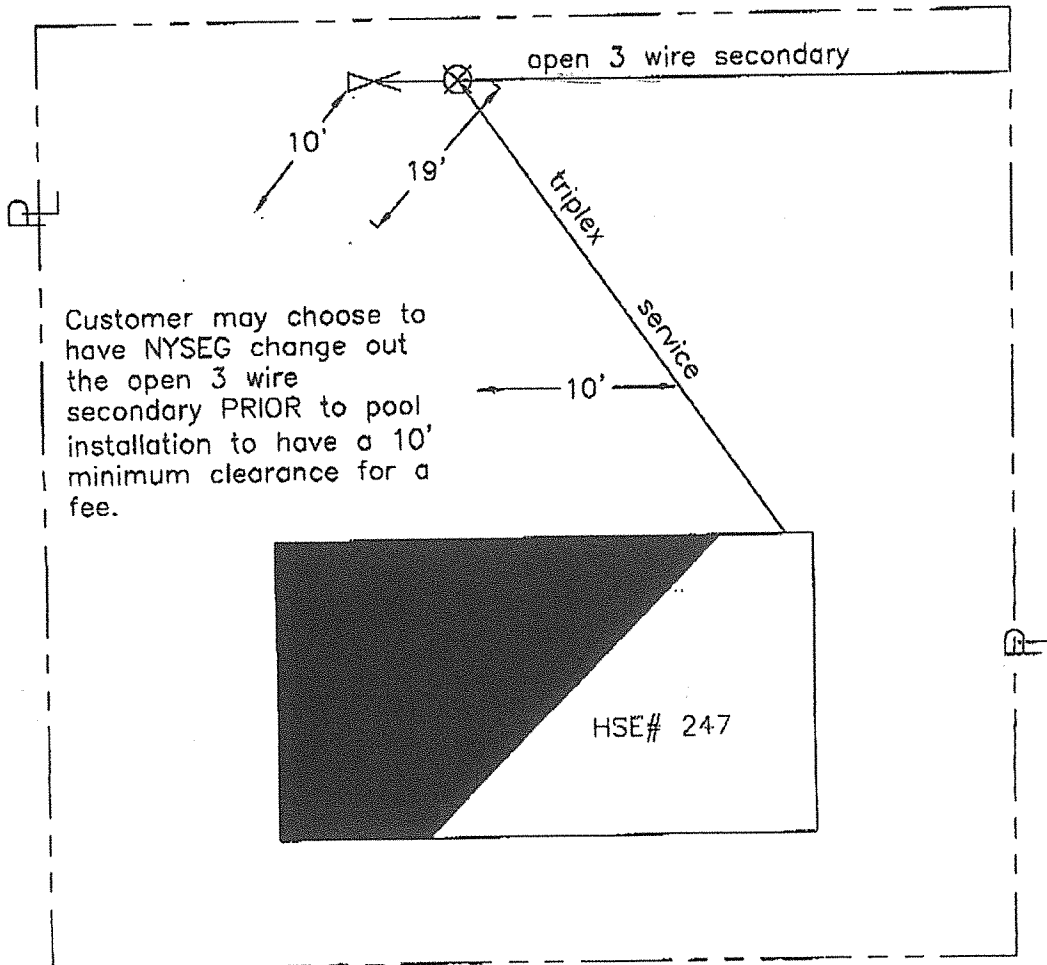 open 3 wire secondary
10'
19'
PL
triplex
service
Customer may choose to
have NYSEG change out
the open 3 wire
secondary PRIOR to pool
installation to have a 10'
minimum clearance for a
fee.
10'
HSE# 247